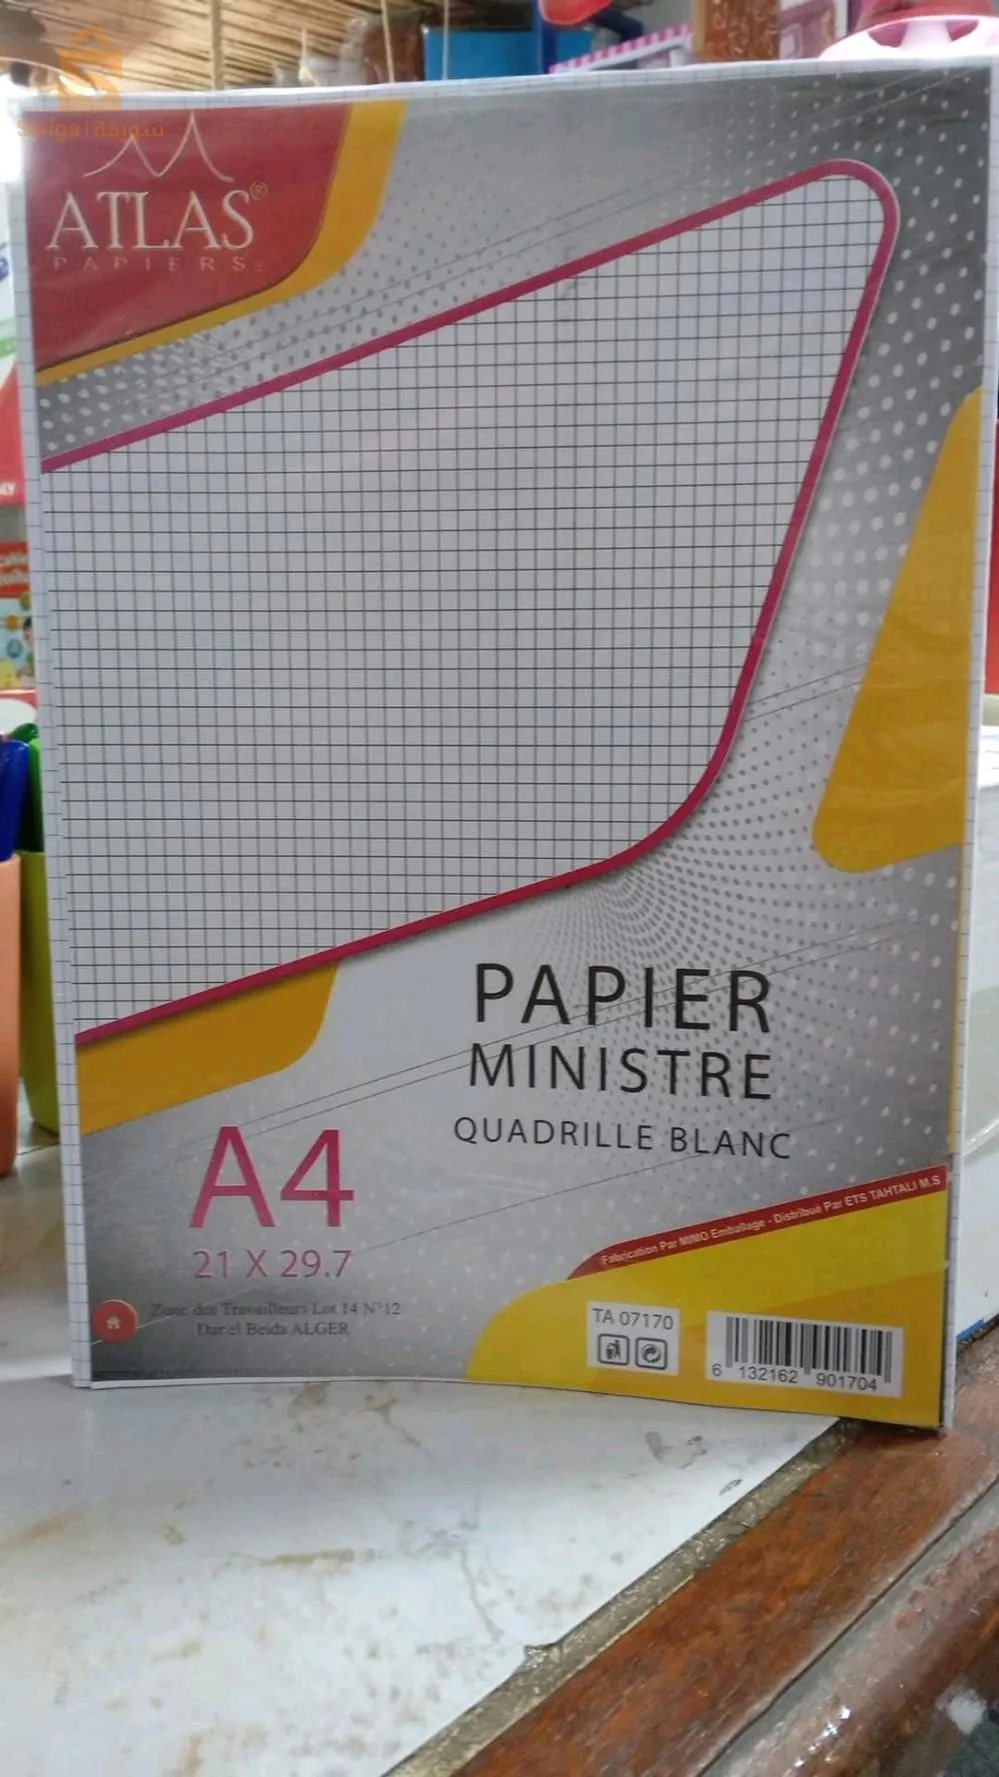 Swiga | سويقة
ATLAS®
PAPIERS
PAPIER
MINISTRE
QUADRILLE BLANC
A4
21 X 29.7
Fabrication Par MIMO Emballage - Distribué Par ETS TAHTALI M.S
Zone des Travailleurs Lot 14 N°12
Dar el Beida ALGER
TA 07170
6 132162 901704